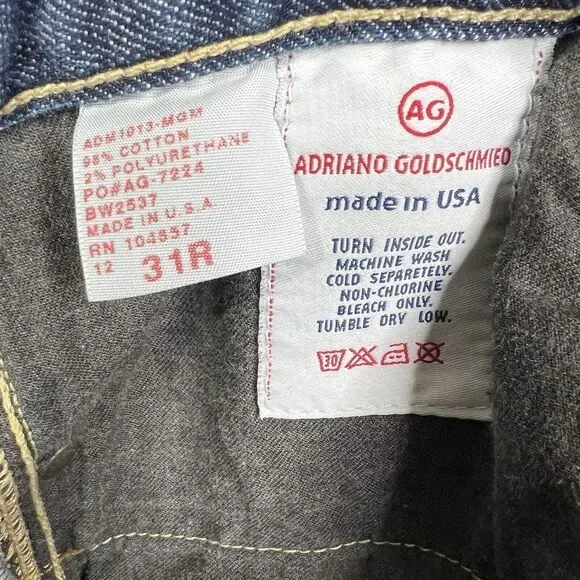 ADM1013-MGM
98% COTTON
2% POLYURETHANE
PO#AG-7224
BW2537
MADE IN U.S.A
RN 104557
12
31R
AG
ADRIANO GOLDSCHMIED
made in USA
TURN INSIDE OUT.
MACHINE WASH
COLD SEPARETELY.
NON-CHLORINE
BLEACH ONLY.
TUMBLE DRY LOW.
30